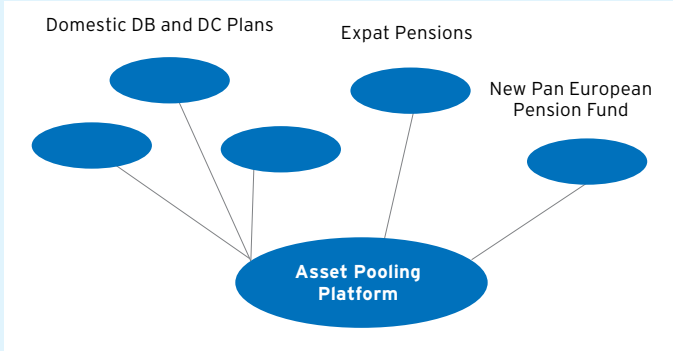 Domestic DB and DC Plans
Expat Pensions
New Pan European
Pension Fund
Asset Pooling
Platform